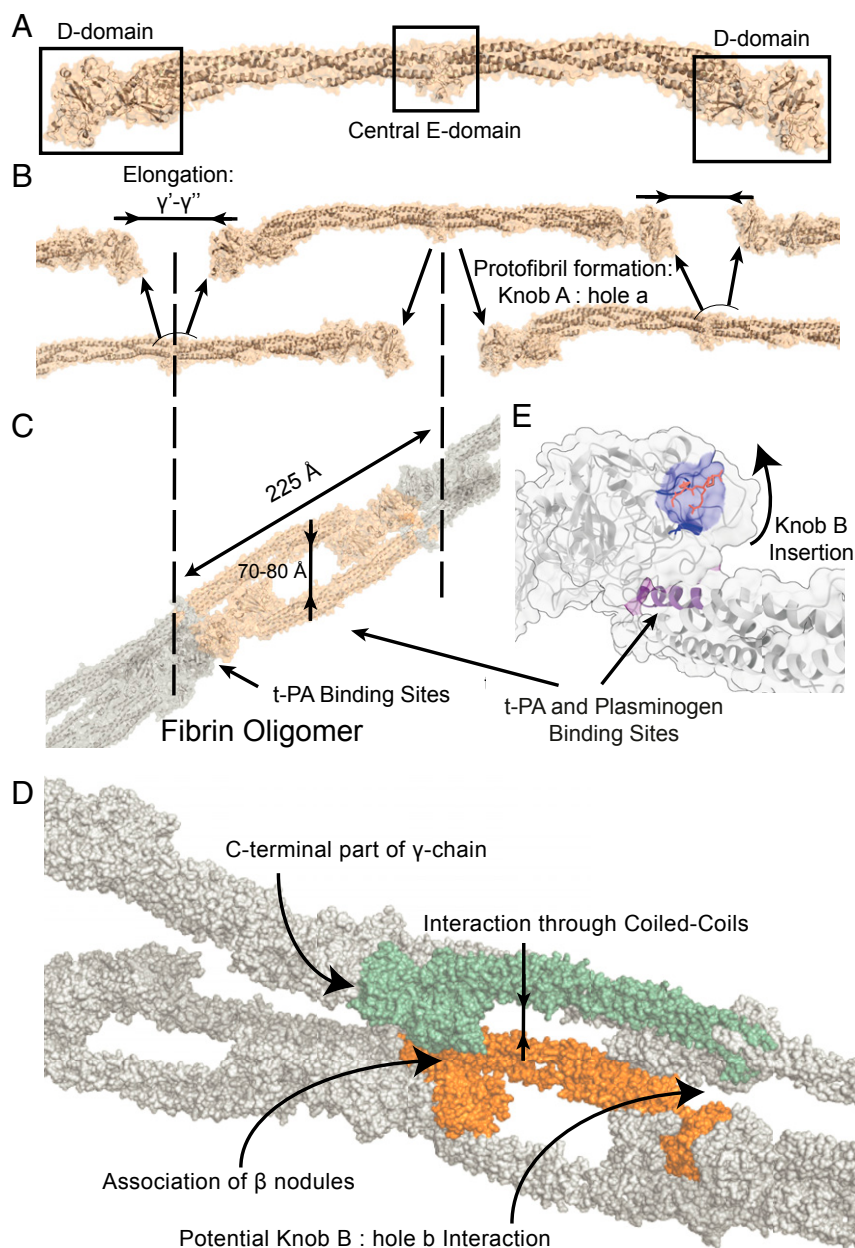 A
D-domain
D-domain
Central E-domain
B
Elongation:
γ'-γ''
Protofibril formation:
Knob A : hole a
C
225 Å
70-80 Å
t-PA Binding Sites
Fibrin Oligomer
E
Knob B
Insertion
t-PA and Plasminogen
Binding Sites
D
C-terminal part of γ-chain
Interaction through Coiled-Coils
Association of β nodules
Potential Knob B : hole b Interaction